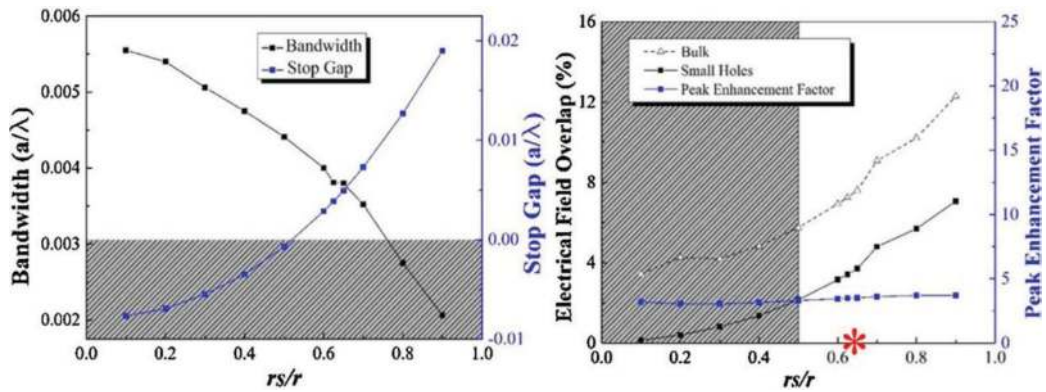 0.006
0.005
0.004
0.003
0.002
Bandwidth (a/λ)
Bandwidth
Stop Gap
0.02
0.01
0.00
-0.01
Stop Gap (a/λ)
0.0 0.2 0.4 0.6 0.8 1.0
rs/r
16
12
8
4
0
Electrical Field Overlap (%)
Bulk
Small Holes
Peak Enhancement Factor
25
20
15
10
5
0
Peak Enhancement Factor
0.0 0.2 0.4 0.6 * 0.8 1.0
rs/r